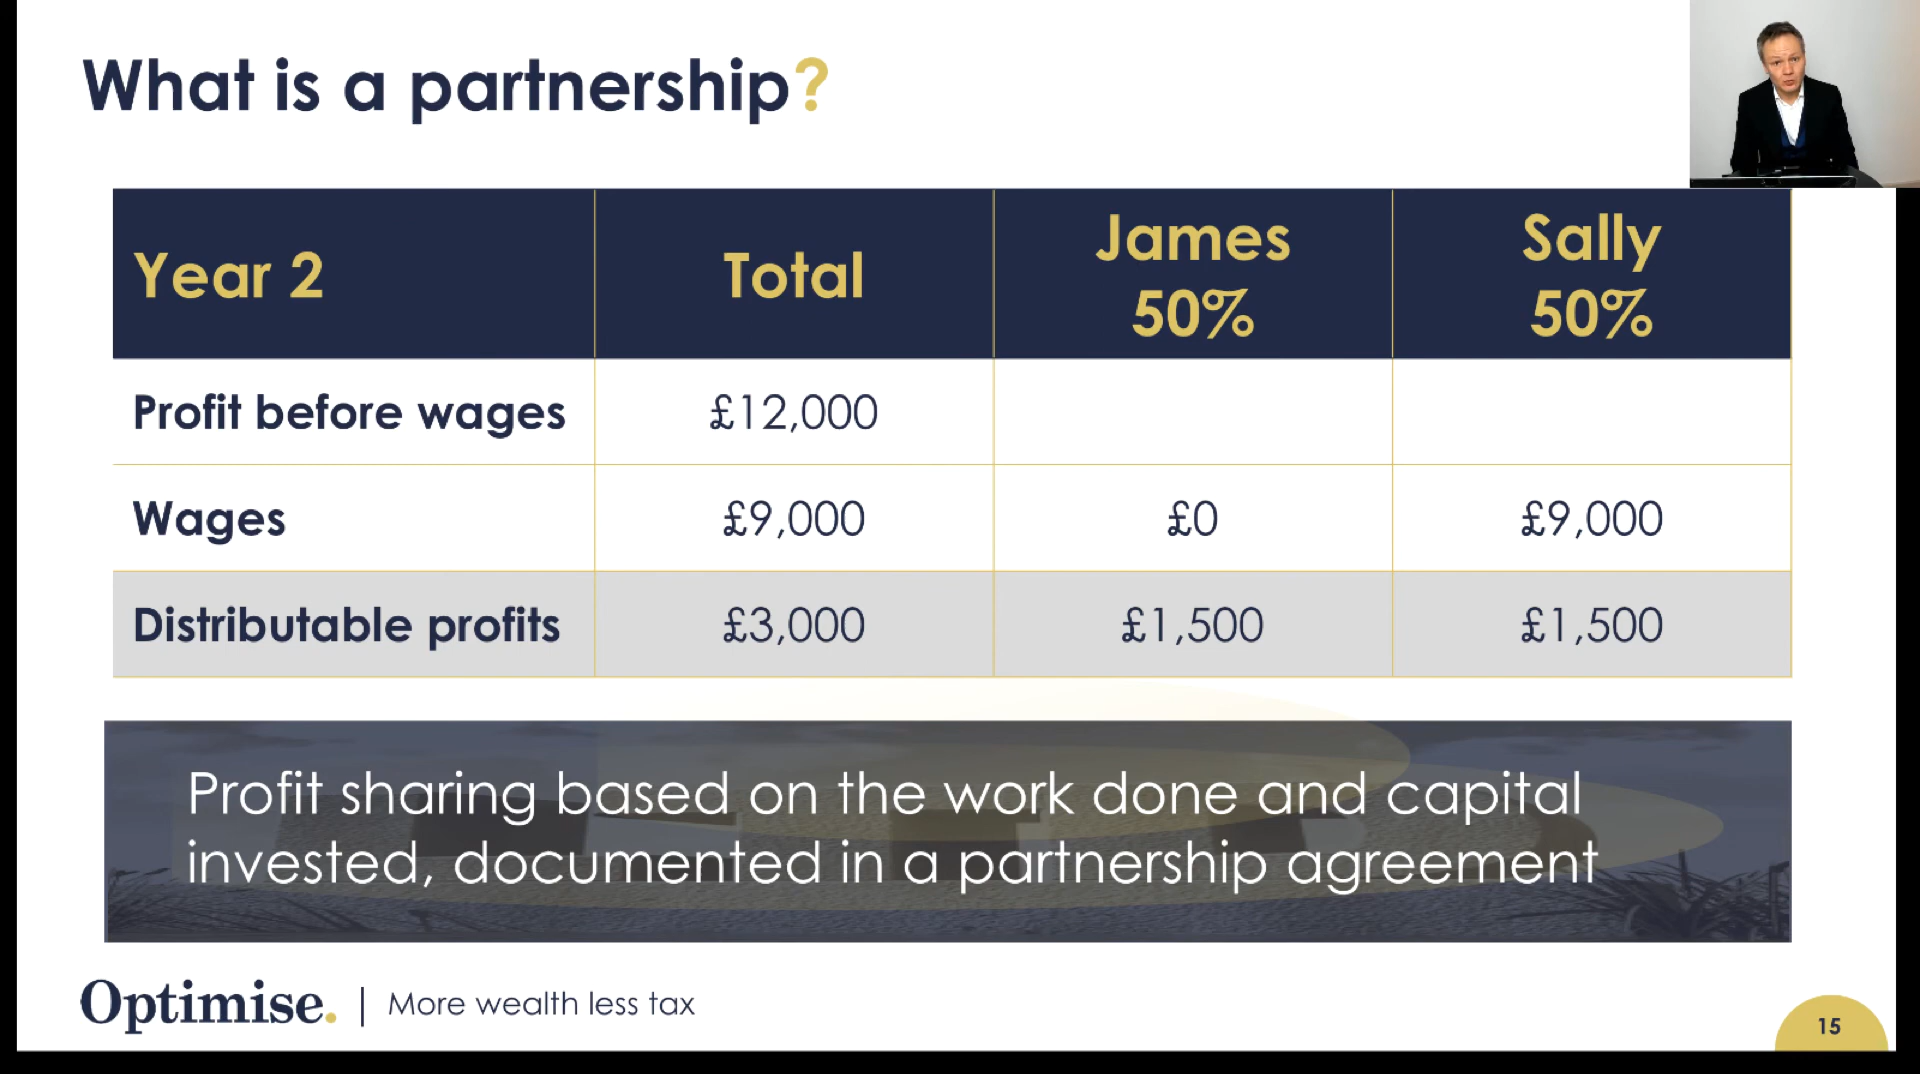 What is a partnership?
Year 2 Total James 50% Sally 50%
Profit before wages £12,000
Wages £9,000 £0 £9,000
Distributable profits £3,000 £1,500 £1,500
Profit sharing based on the work done and capital
invested, documented in a partnership agreement
Optimise. | More wealth less tax
15